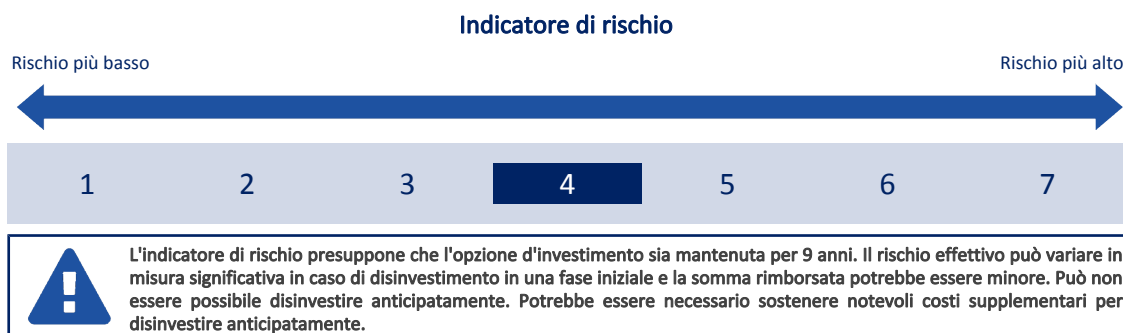 Indicatore di rischio
Rischio più basso Rischio più alto
1 2 3 4 5 6 7
L'indicatore di rischio presuppone che l'opzione d'investimento sia mantenuta per 9 anni. Il rischio effettivo può variare in
misura significativa in caso di disinvestimento in una fase iniziale e la somma rimborsata potrebbe essere minore. Può non
essere possibile disinvestire anticipatamente. Potrebbe essere necessario sostenere notevoli costi supplementari per
disinvestire anticipatamente.